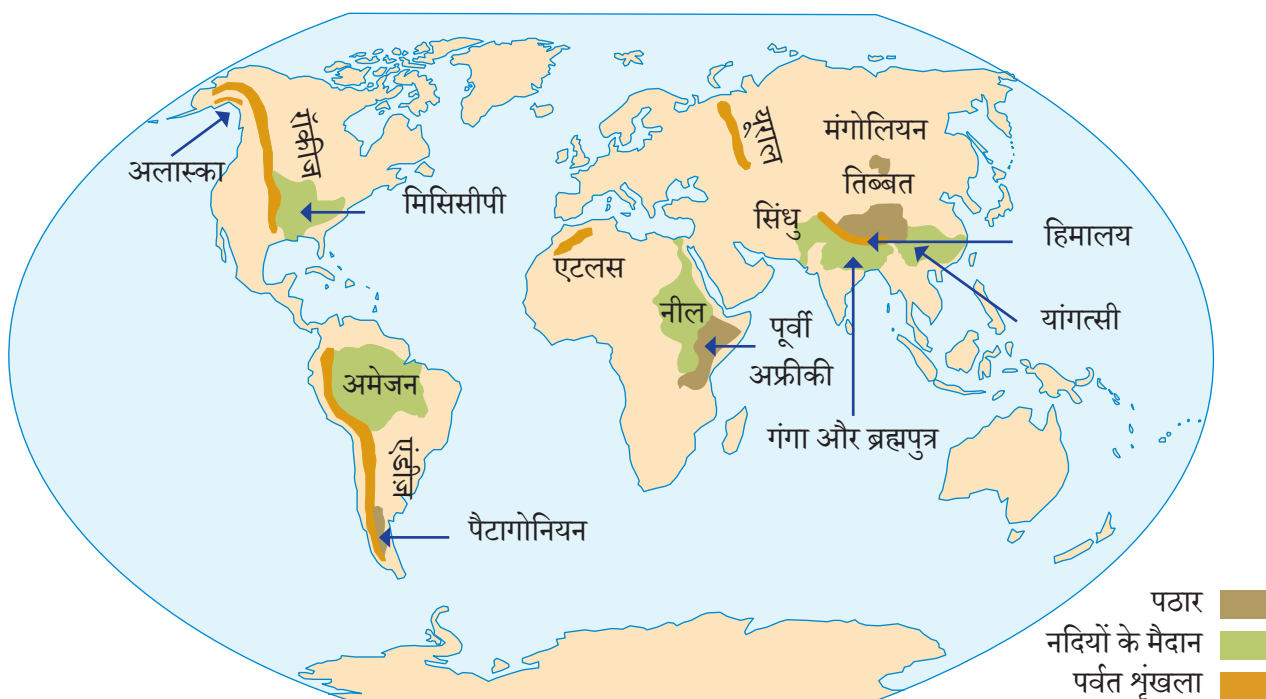 अलास्का
रॉकीज
मिसिसीपी
यूराल
मंगोलियन
तिब्बत
सिंधु
हिमालय
एटलस
नील
पूर्वी
अफ्रीकी
यांगत्सी
गंगा और ब्रह्मपुत्र
अमेजन
एंडीज़
पैटागोनियन
पठार
नदियों के मैदान
पर्वत शृंखला